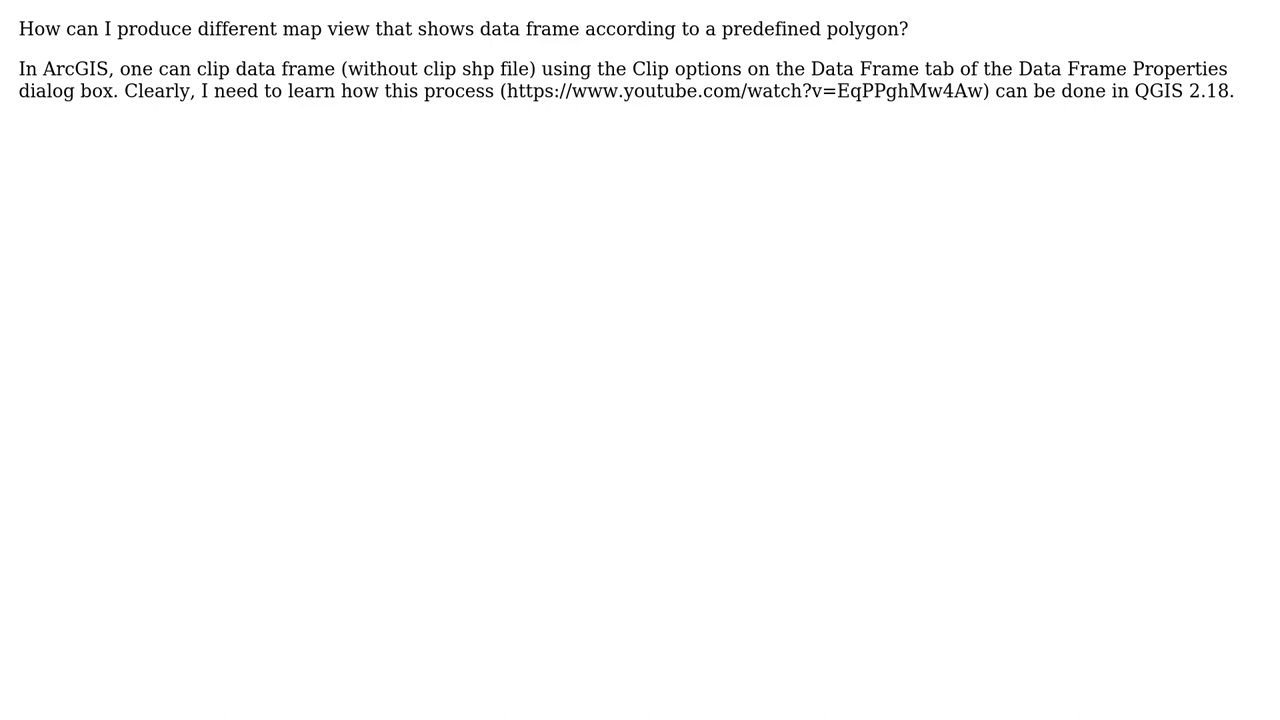 How can I produce different map view that shows data frame according to a predefined polygon?
In ArcGIS, one can clip data frame (without clip shp file) using the Clip options on the Data Frame tab of the Data Frame Properties
dialog box. Clearly, I need to learn how this process (https://www.youtube.com/watch?v=EqPPghMw4Aw) can be done in QGIS 2.18.